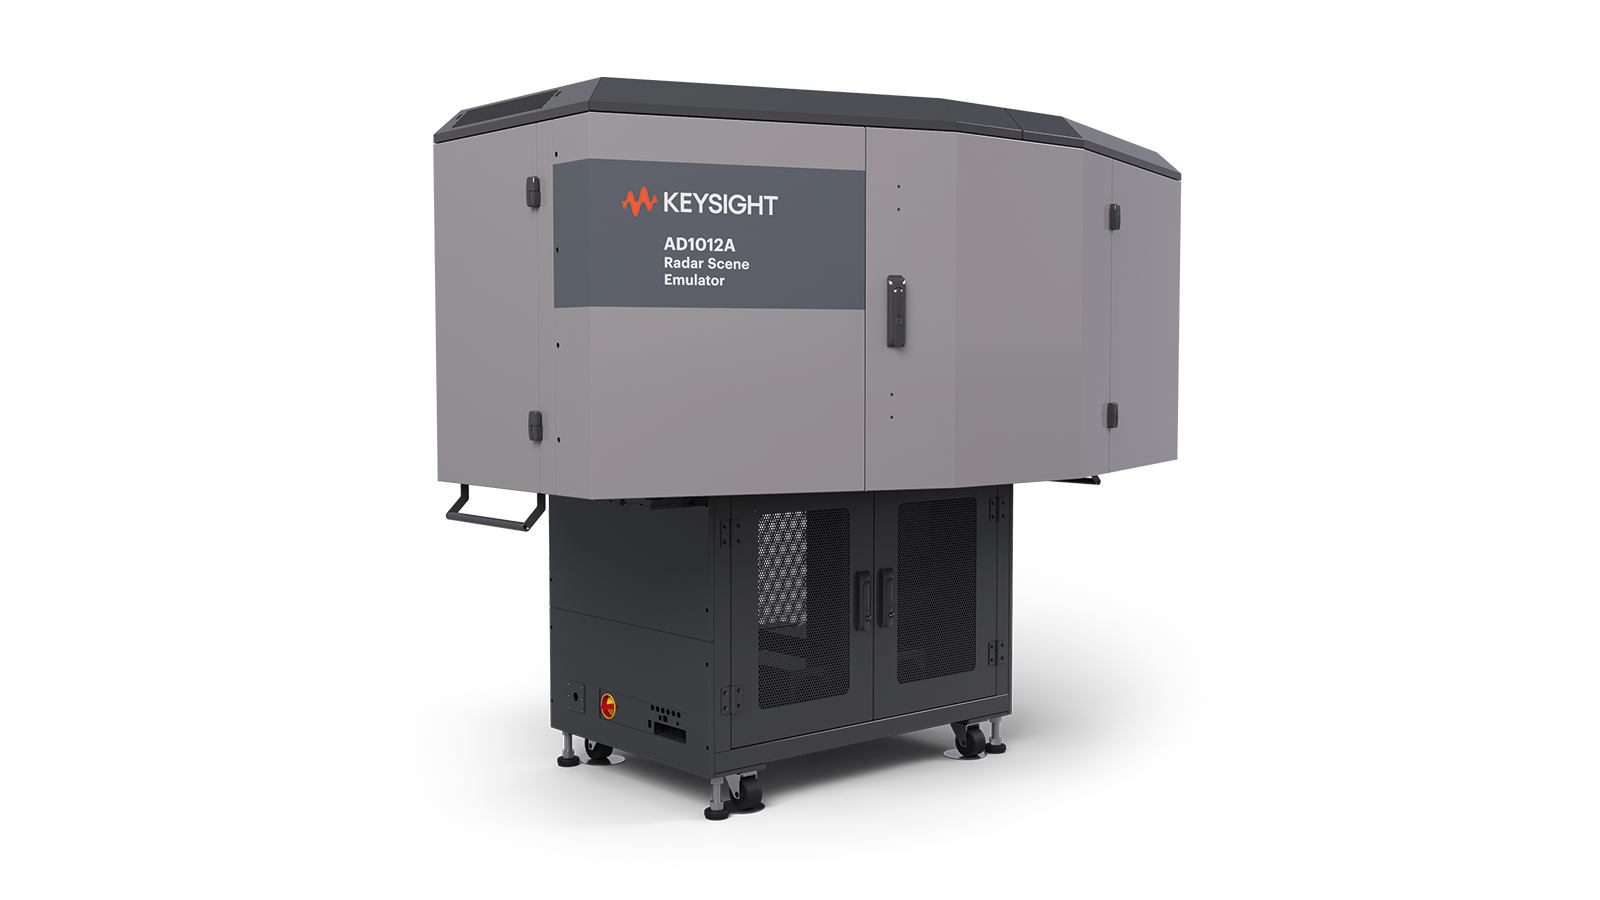 KEYSIGHT
AD1012A
Radar Scene
Emulator